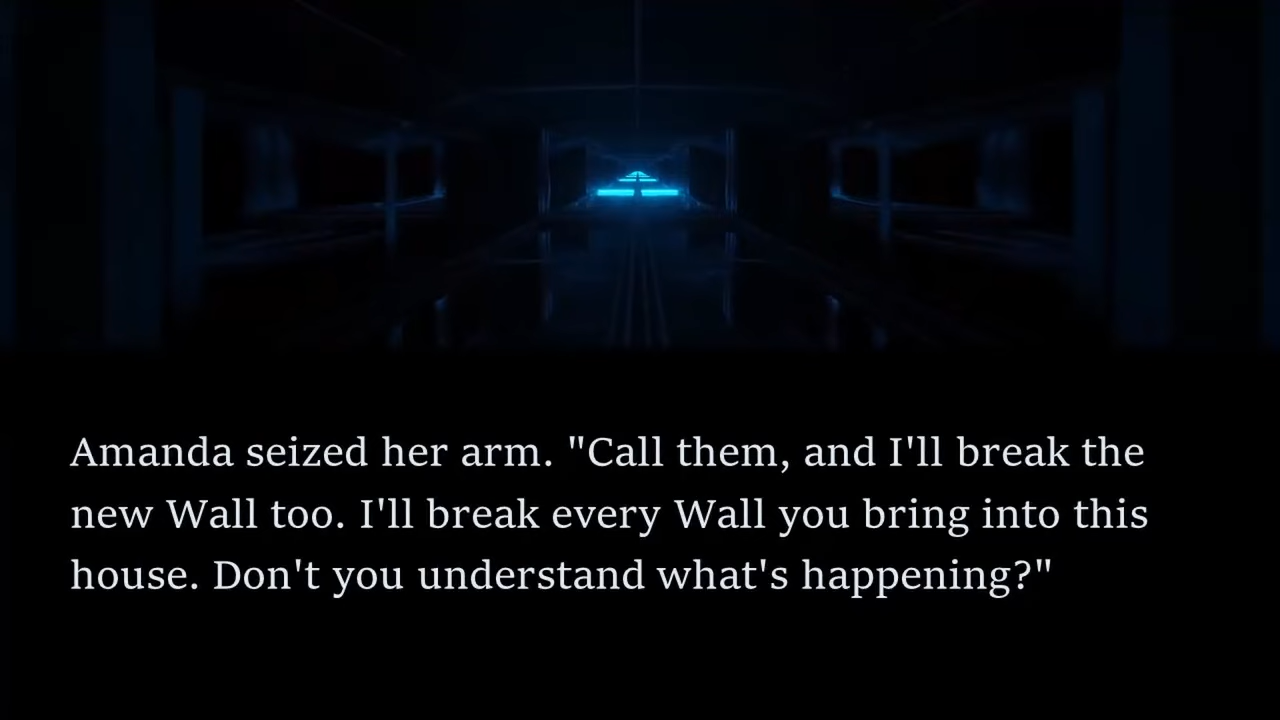 Amanda seized her arm. "Call them, and I'll break the
new Wall too. I'll break every Wall you bring into this
house. Don't you understand what's happening?"